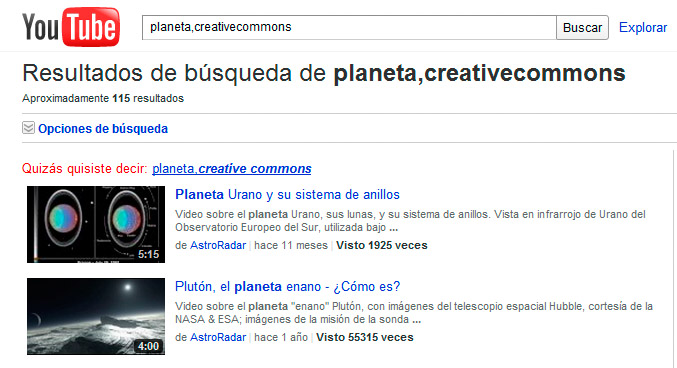 YouTube planeta,creativecommons Buscar Explorar
Resultados de búsqueda de planeta,creativecommons
Aproximadamente 115 resultados
Opciones de búsqueda
Quizás quisiste decir: planeta,creative commons
Planeta Urano y su sistema de anillos
Video sobre el planeta Urano, sus lunas, y su sistema de anillos. Vista en infrarrojo de Urano del
Observatorio Europeo del Sur, utilizada bajo ...
5:15
de AstroRadar | hace 11 meses | Visto 1925 veces
Plutón, el planeta enano - ¿Cómo es?
Video sobre el planeta "enano" Plutón, con imágenes del telescopio espacial Hubble, cortesía de la
NASA & ESA; imágenes de la misión de la sonda ...
de AstroRadar | hace 1 año | Visto 55315 veces
4:00